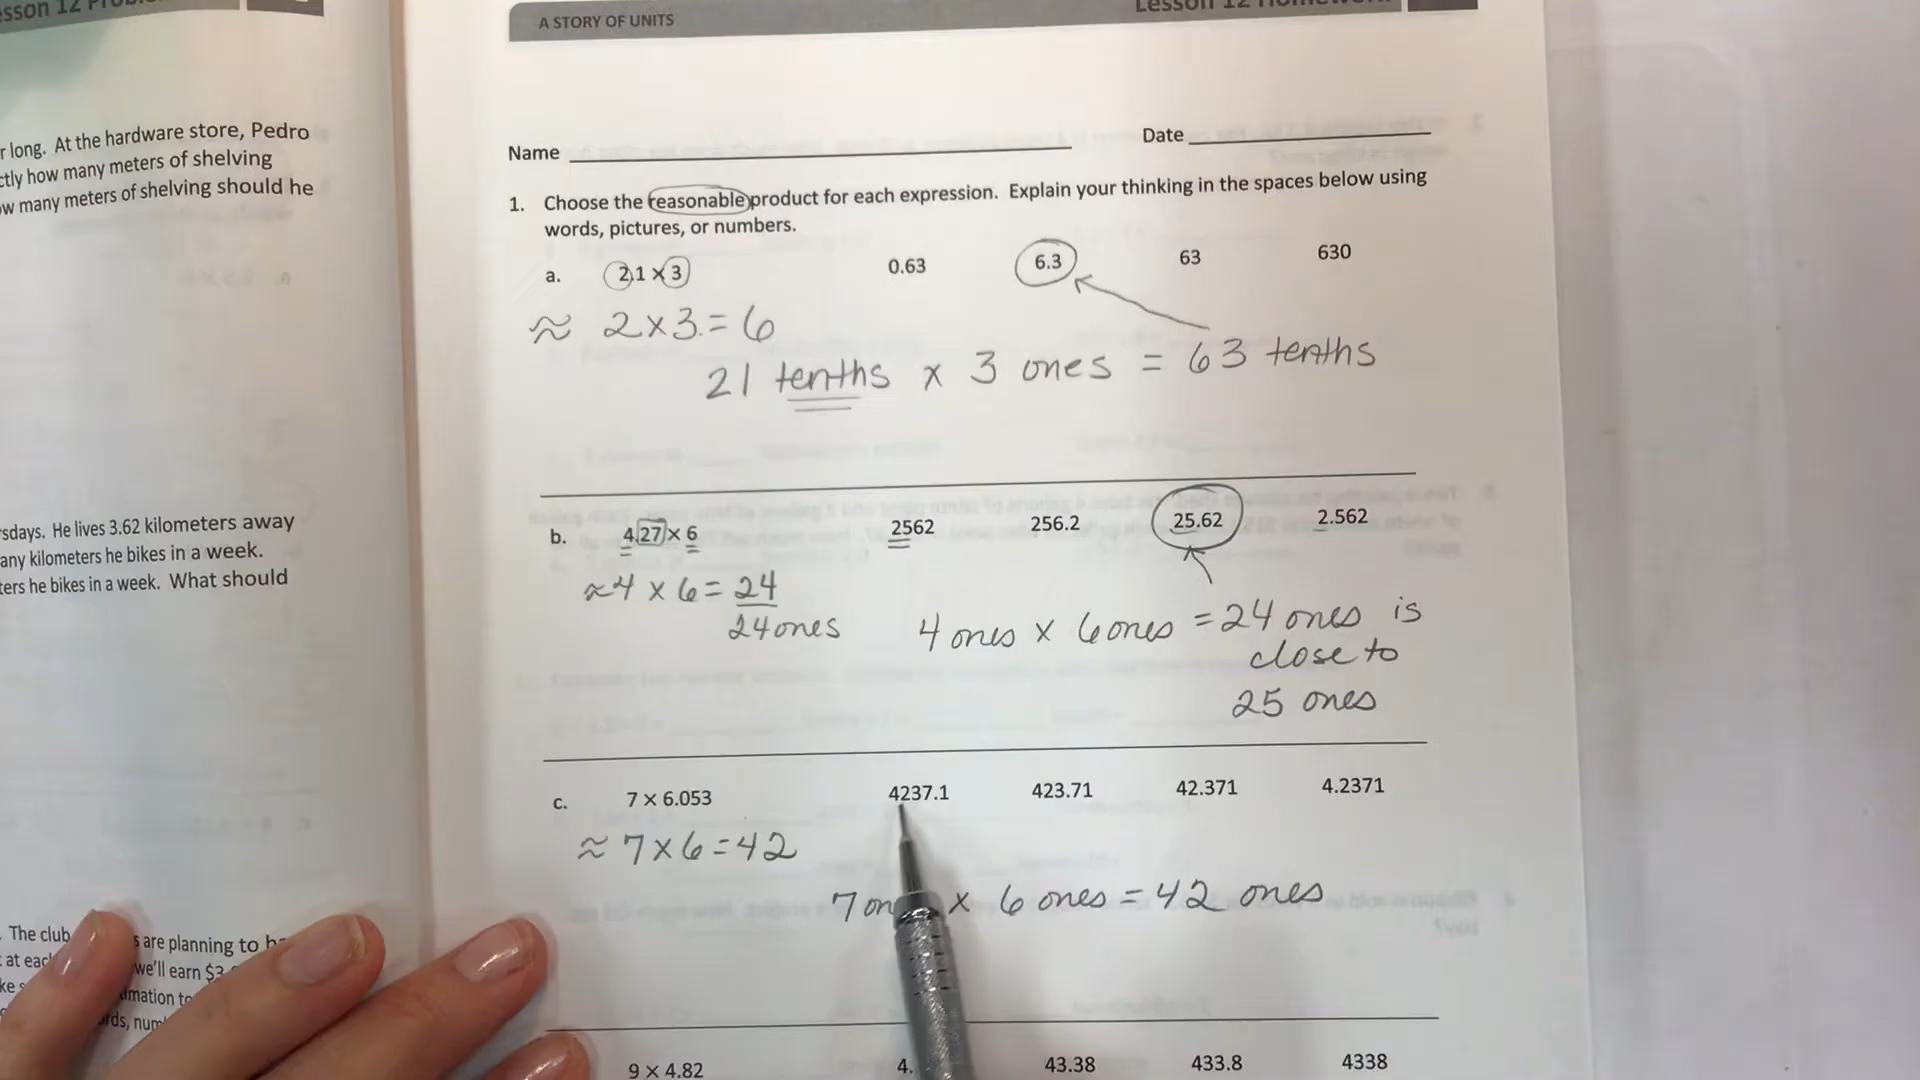 A STORY OF UNITS
Lesson 12
r long. At the hardware store, Pedro
ctly how many meters of shelving
ow many meters of shelving should he
rsdays. He lives 3.62 kilometers away
any kilometers he bikes in a week.
ters he bikes in a week. What should
The club
s are planning to
at each
we'll earn $3
Name
Date
1. Choose the reasonable product for each expression. Explain your thinking in the spaces below using
words, pictures, or numbers.
a. 2.1 × 3 0.63 6.3 63 630
≈ 2 × 3 = 6
21 tenths × 3 ones = 63 tenths
b. 4.27 × 6 2562 256.2 25.62 2.562
≈ 4 × 6 = 24
24 ones
4 ones × 6 ones = 24 ones is
close to
25 ones
c. 7 × 6.053 4237.1 423.71 42.371 4.2371
≈ 7 × 6 = 42
7 on × 6 ones = 42 ones
9 × 4.82 4. 43.38 433.8 4338